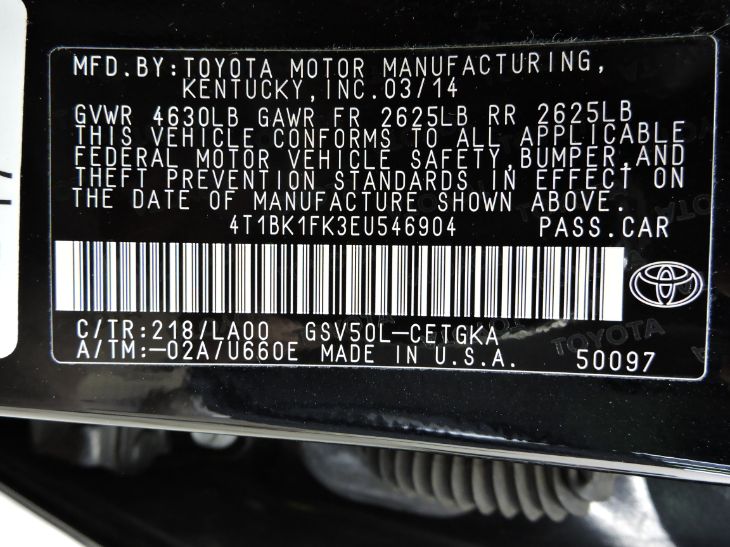 MFD.BY:TOYOTA MOTOR MANUFACTURING,
KENTUCKY,INC.03/14
GVWR 4630LB GAWR FR 2625LB RR 2625LB
THIS VEHICLE CONFORMS TO ALL APPLICABLE
FEDERAL MOTOR VEHICLE SAFETY,BUMPER,AND
THEFT PREVENTION STANDARDS IN EFFECT ON
THE DATE OF MANUFACTURE SHOWN ABOVE.
4T1BK1FK3EU546904 PASS.CAR
C/TR:218/LA00 GSV50L-CETGKA
A/TM:-02A/U660E MADE IN U.S.A. 50097
TOYOTA